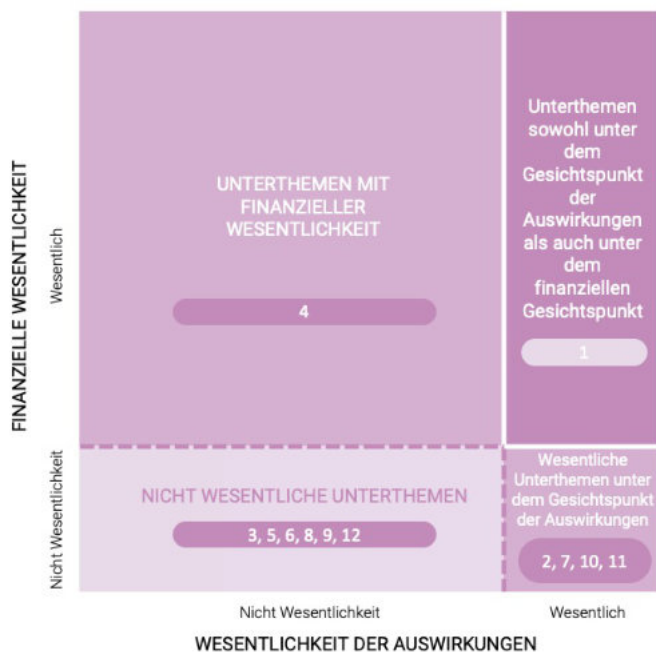 FINANZIELLE WESENTLICHKEIT
Wesentlich
Nicht Wesentlichkeit
UNTERTHEMEN MIT
FINANZIELLER
WESENTLICHKEIT
4
Unterthemen
sowohl unter
dem
Gesichtspunkt
der
Auswirkungen
als auch unter
dem
finanziellen
Gesichtspunkt
1
NICHT WESENTLICHE UNTERTHEMEN
3, 5, 6, 8, 9, 12
Wesentliche
Unterthemen unter
dem Gesichtspunkt
der Auswirkungen
2, 7, 10, 11
Nicht Wesentlichkeit
Wesentlich
WESENTLICHKEIT DER AUSWIRKUNGEN